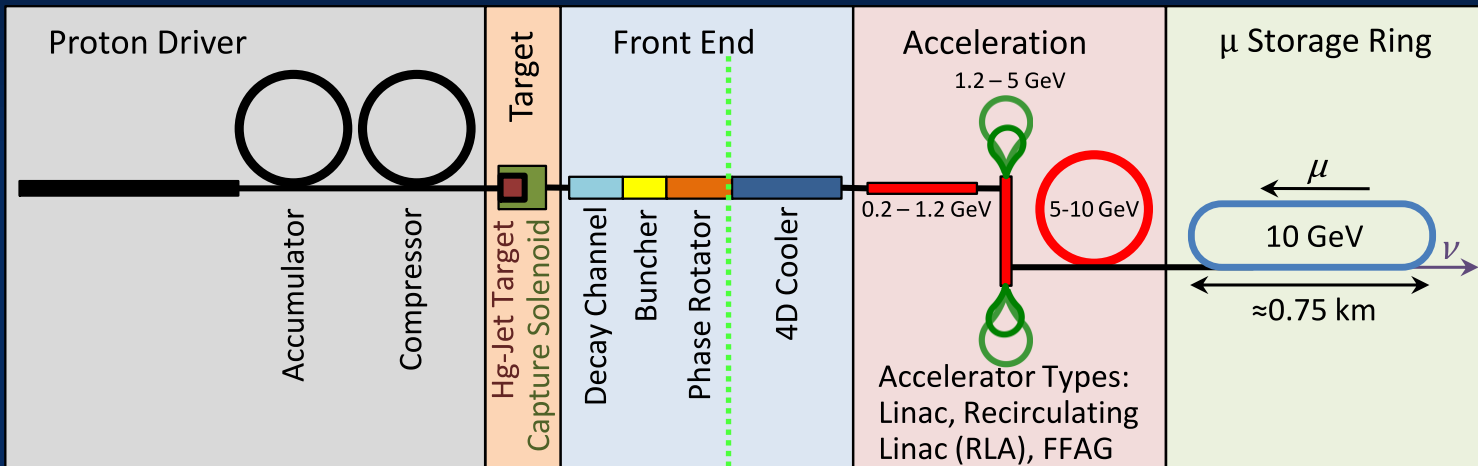 Proton Driver
Accumulator
Compressor
Target
Hg-Jet Target
Capture Solenoid
Front End
Decay Channel
Buncher
Phase Rotator
4D Cooler
Acceleration
1.2 – 5 GeV
0.2 – 1.2 GeV
5-10 GeV
Accelerator Types:
Linac, Recirculating
Linac (RLA), FFAG
μ Storage Ring
μ
10 GeV
ν
≈0.75 km